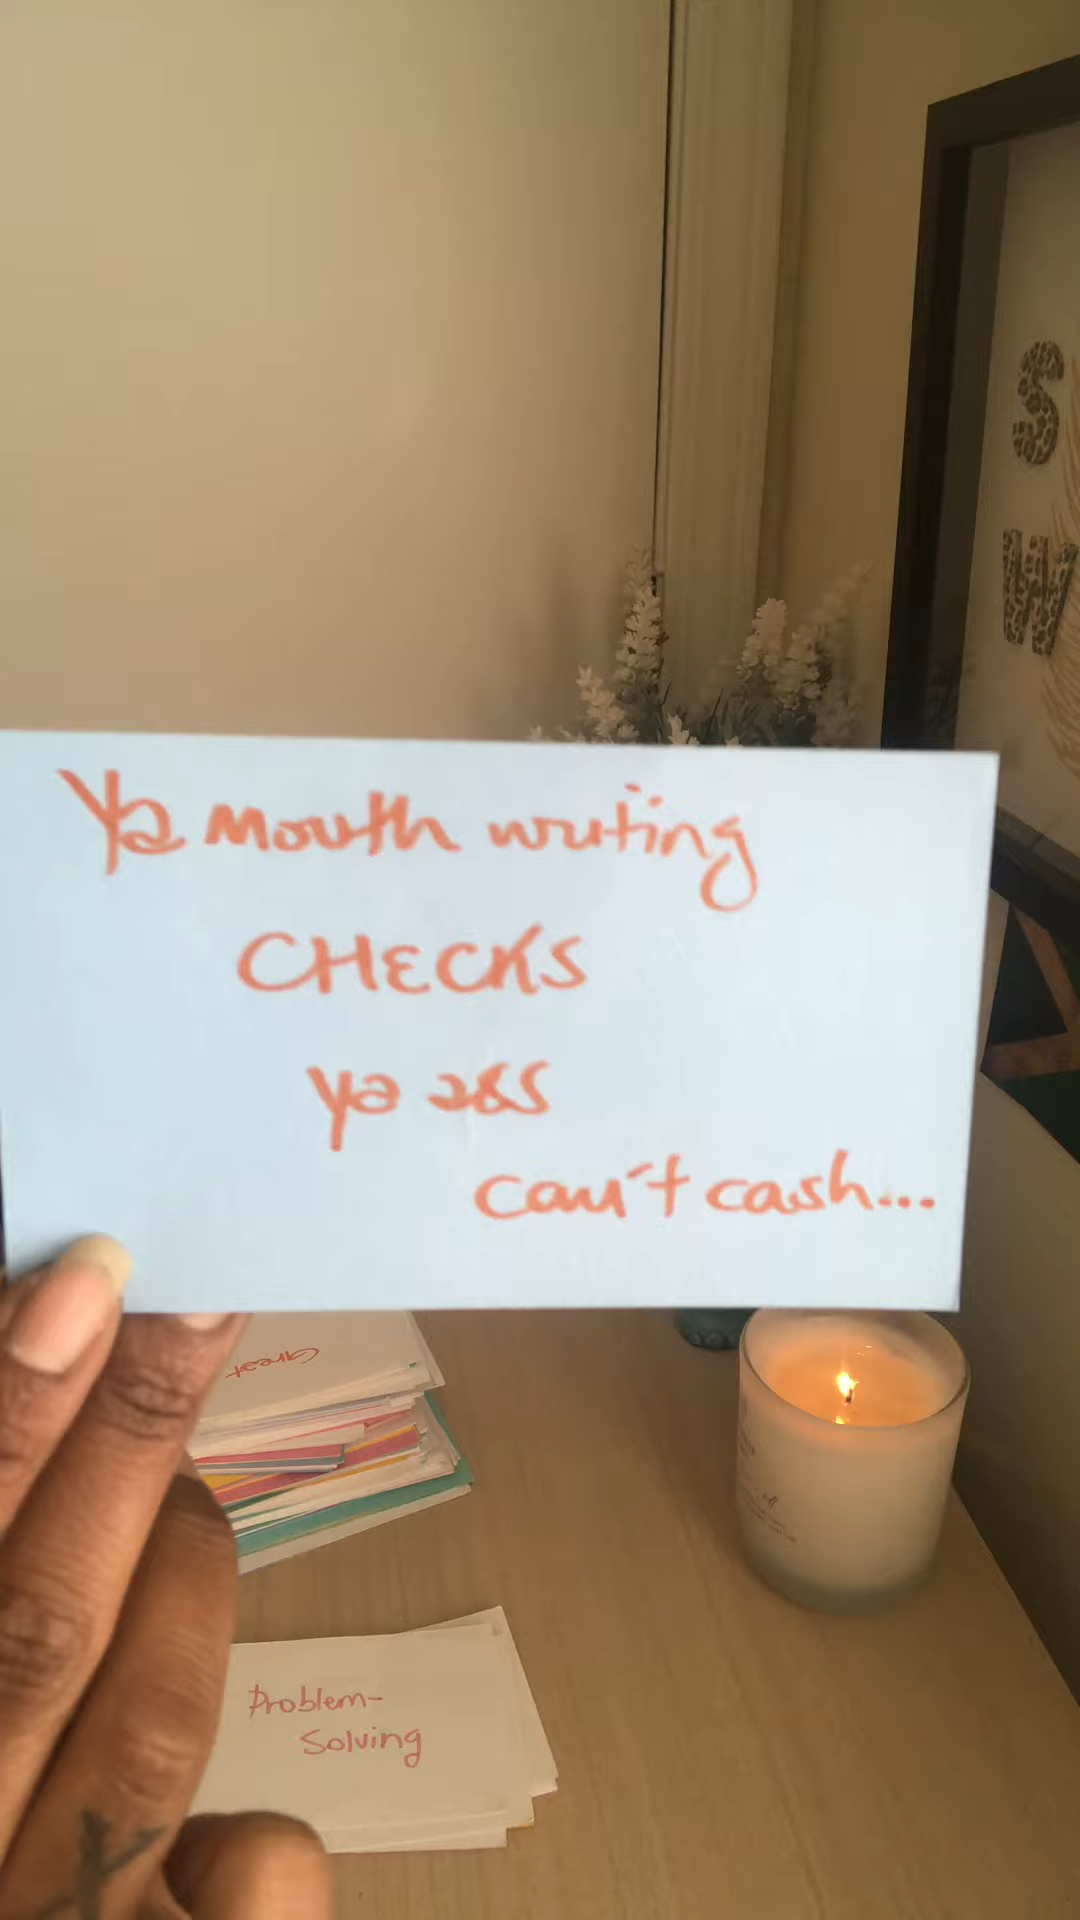 Ya mouth writing
CHECKS
ya ass
can't cash...
S
W
Great
Problem-
Solving